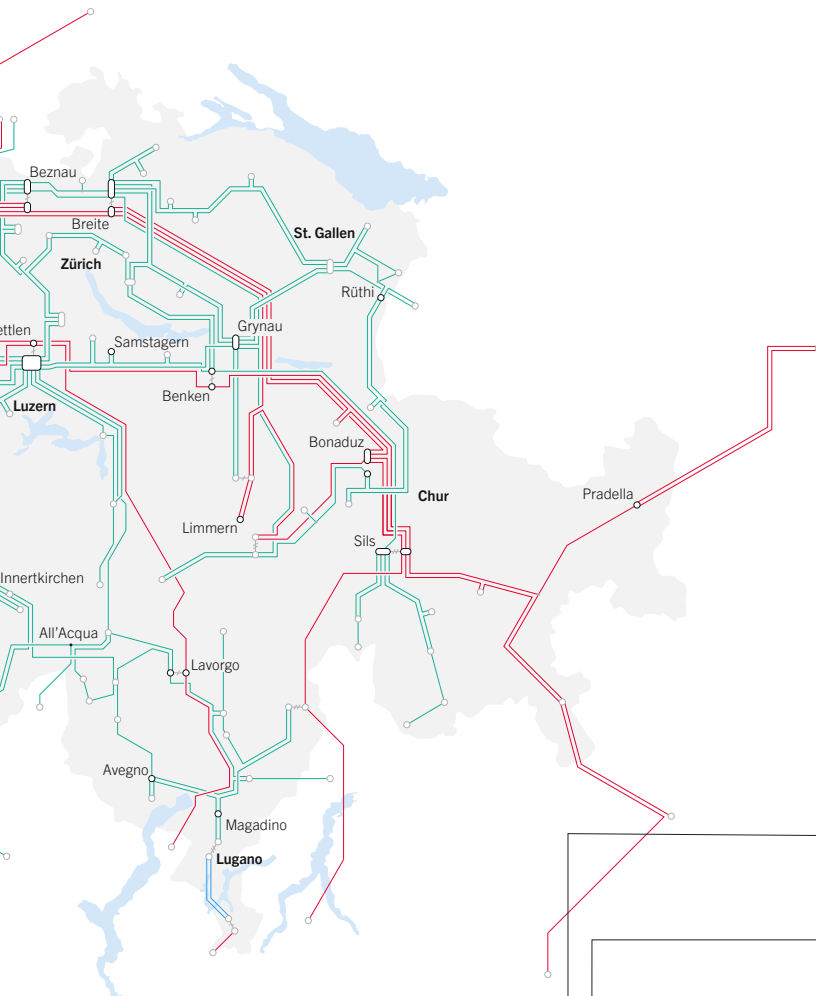 Beznau
Breite
St. Gallen
Zürich
Rüthi
ettlen
Grynau
Samstagern
Benken
Luzern
Bonaduz
Chur
Pradella
Limmern
Sils
Innertkirchen
All'Acqua
Lavorgo
Avegno
Magadino
Lugano